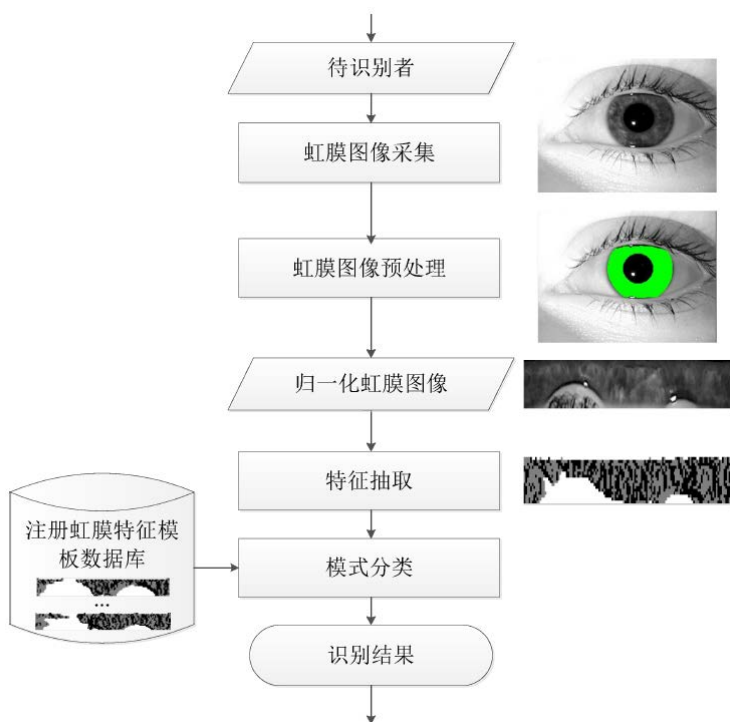 待识别者
虹膜图像采集
虹膜图像预处理
归一化虹膜图像
特征抽取
注册虹膜特征模
板数据库
...
模式分类
识别结果